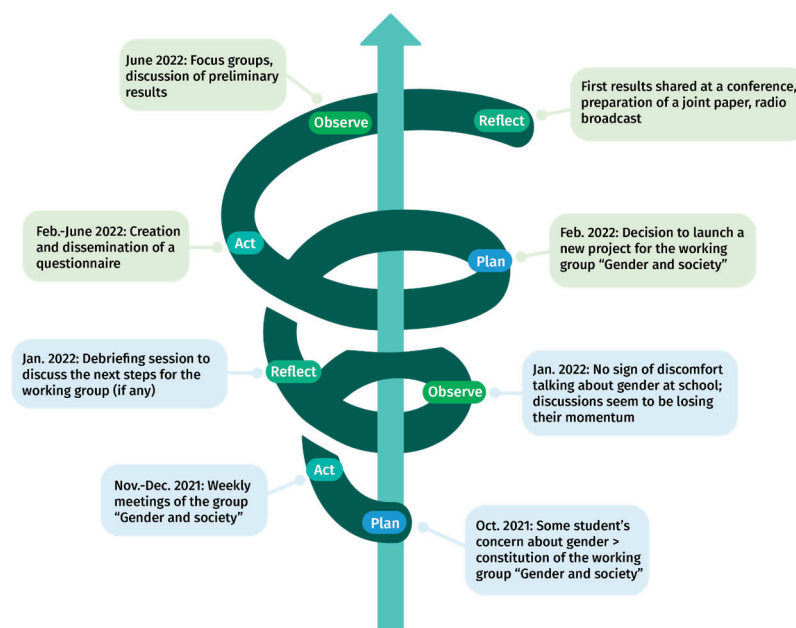 June 2022: Focus groups,
discussion of preliminary
results
Observe
Reflect
First results shared at a conference,
preparation of a joint paper, radio
broadcast
Feb.-June 2022: Creation
and dissemination of a
questionnaire
Act
Plan
Feb. 2022: Decision to launch a
new project for the working
group “Gender and society”
Jan. 2022: Debriefing session to
discuss the next steps for the
working group (if any)
Reflect
Observe
Jan. 2022: No sign of discomfort
talking about gender at school;
discussions seem to be losing
their momentum
Nov.-Dec. 2021: Weekly
meetings of the group
“Gender and society”
Act
Plan
Oct. 2021: Some student’s
concern about gender >
constitution of the working
group “Gender and society”